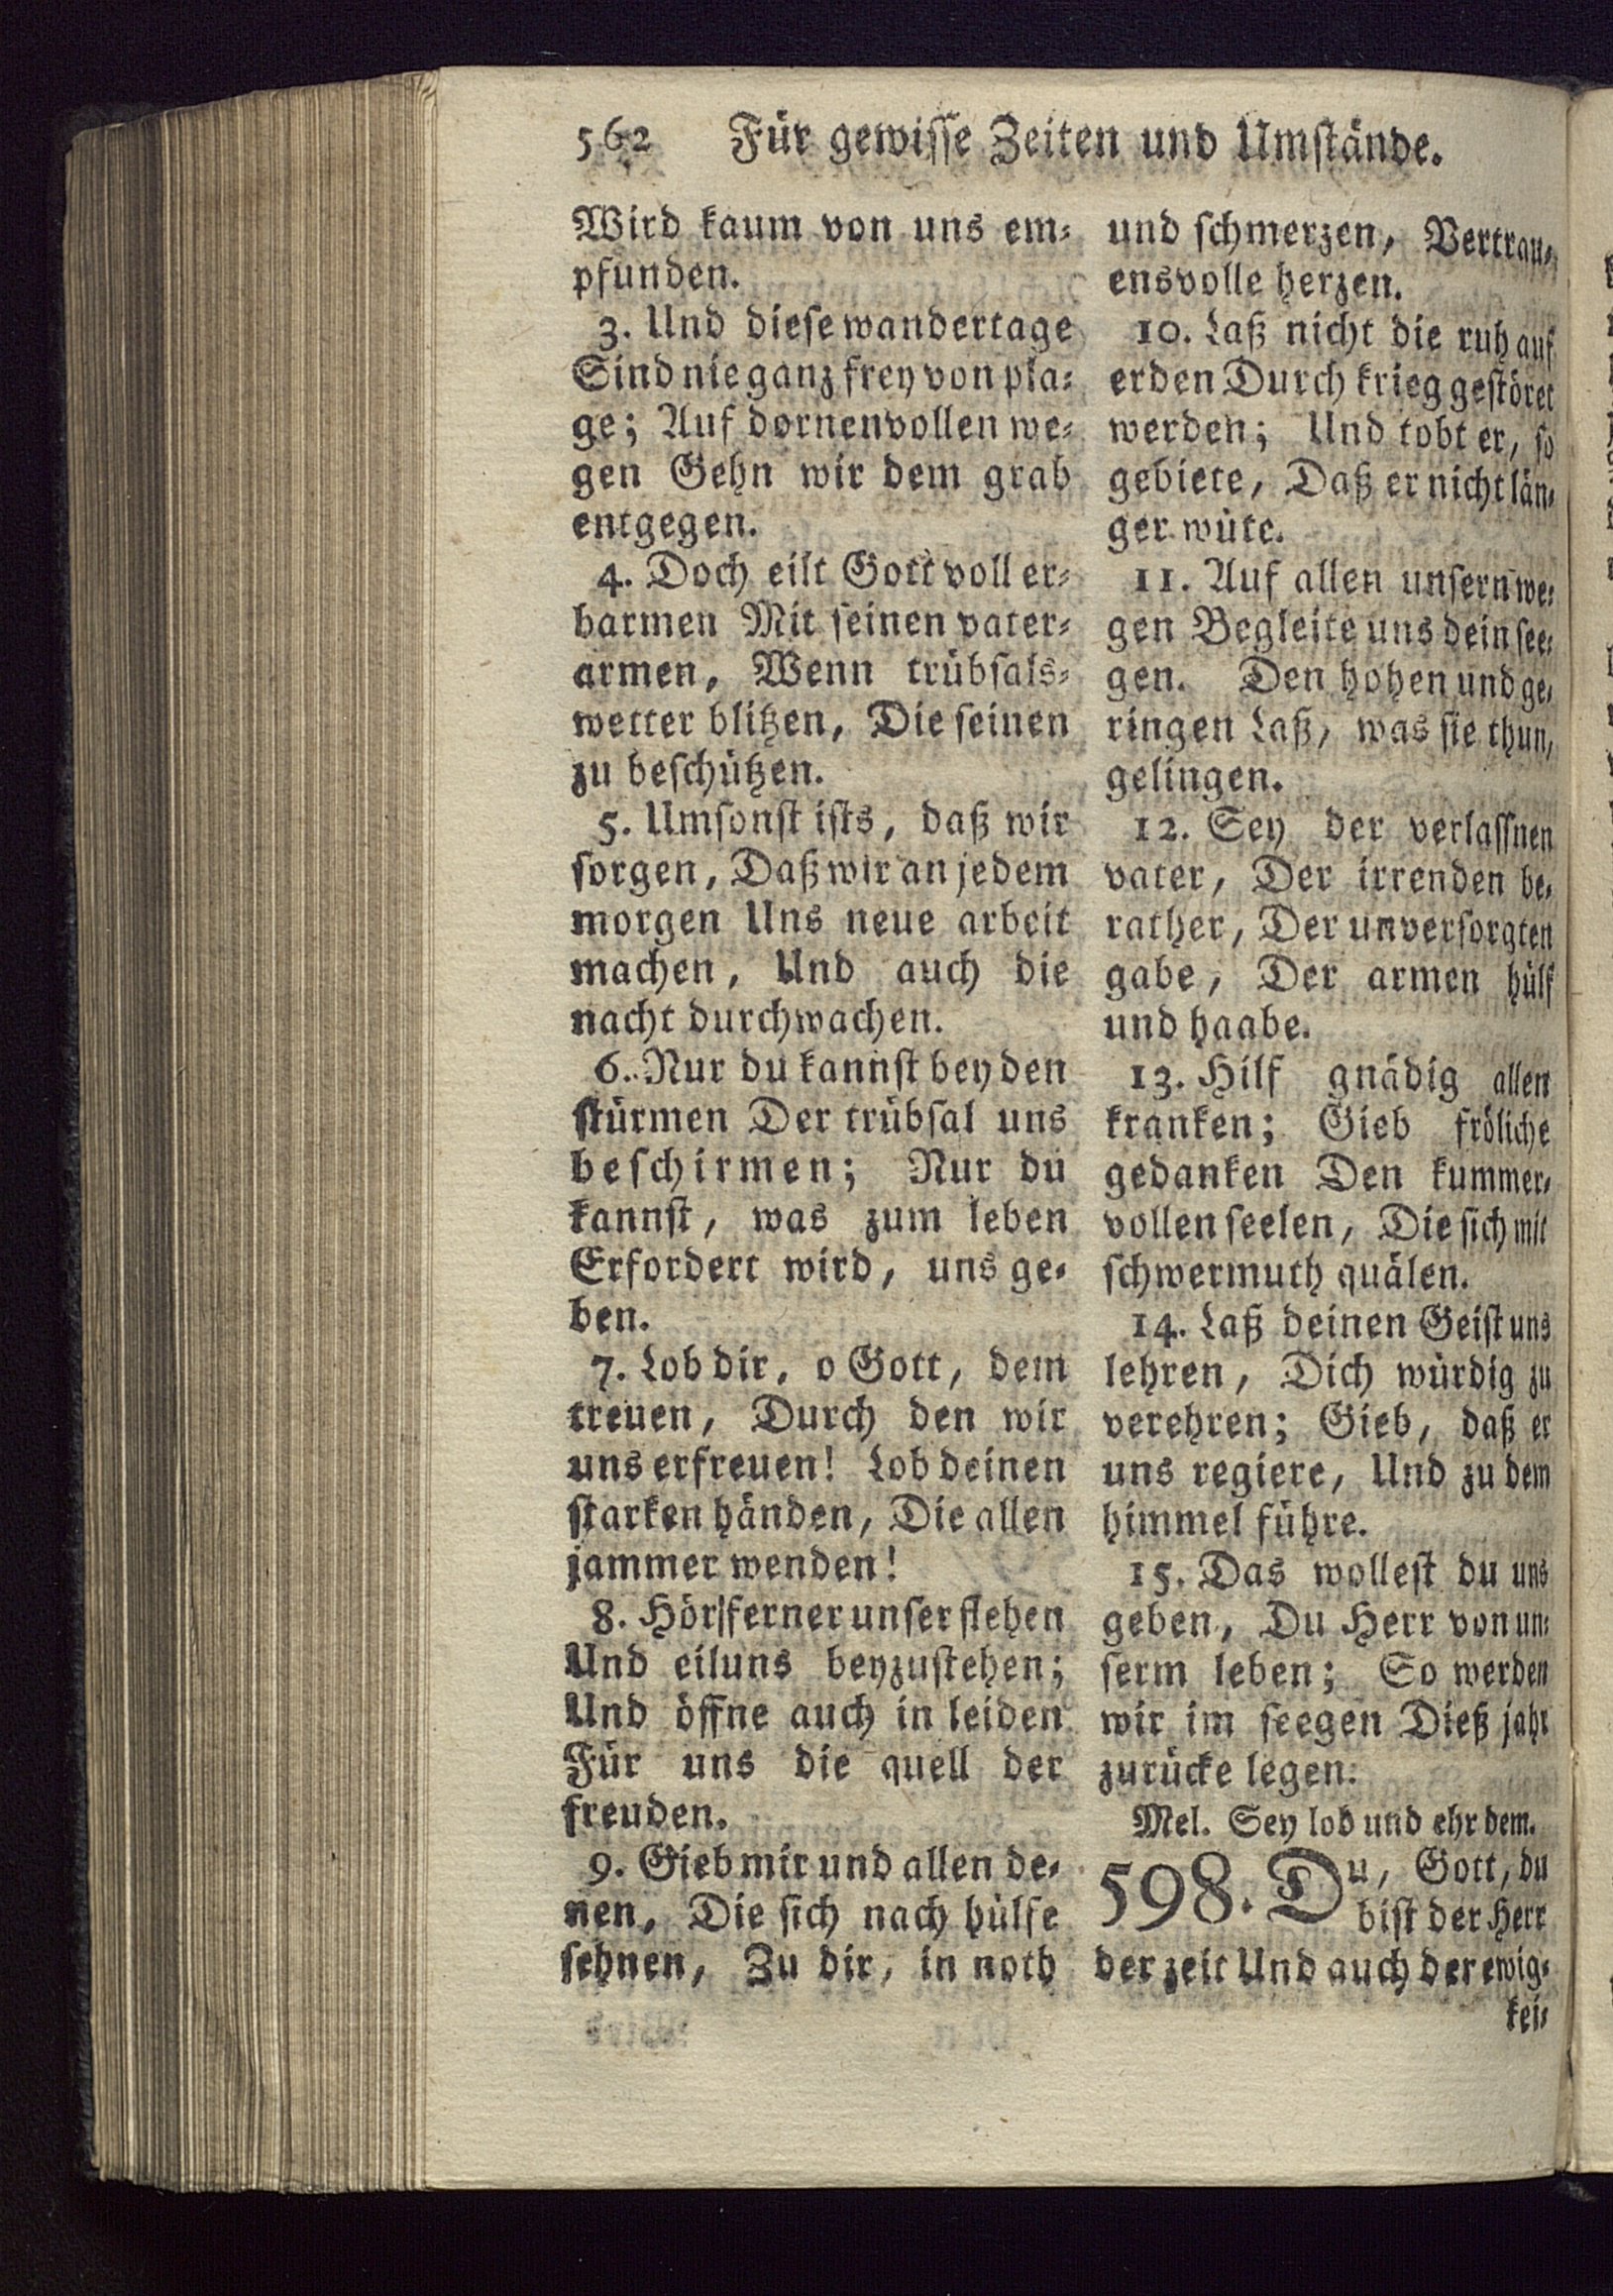 562 Für gewisse Zeiten und Umstände.
Wird kaum von uns em-
pfunden.
3. Und diese wandertage
Sind nie ganz frey von pla-
ge; Auf dornenvollen we-
gen Gehn wir dem grab
entgegen.
4. Doch eilt Gott voll er-
barmen Mit seinen vater-
armen, Wenn trübsals-
wetter blitzen, Die seinen
zu beschützen.
5. Umsonst ists, daß wir
sorgen, Daß wir an jedem
morgen Uns neue arbeit
machen, Und auch die
nacht durchwachen.
6. Nur du kannst bey den
stürmen Der trübsal uns
beschirmen; Nur du
kannst, was zum leben
Erfordert wird, uns ge-
ben.
7. Lob dir, o Gott, dem
treuen, Durch den wir
uns erfreuen! Lob deinen
starken händen, Die allen
jammer wenden!
8. Hör ferner unser flehen
Und eil uns beyzustehen;
Und öffne auch in leiden
Für uns die quell der
freuden.
9. Gieb mir und allen de-
nen, Die sich nach hülfe
sehnen, Zu dir, in noth
und schmerzen, Vertrau-
ensvolle herzen.
10. Laß nicht die ruh auf
erden Durch krieg gestöret
werden; Und tobt er, so
gebiete, Daß er nicht län-
ger wüte.
11. Auf allen unsern we-
gen Begleite uns dein see-
gen. Den hohen und ge-
ringen Laß, was sie thun,
gelingen.
12. Sey der verlassnen
vater, Der irrenden be-
rather, Der unversorgten
gabe, Der armen hülf
und haabe.
13. Hilf gnädig allen
kranken; Gieb fröliche
gedanken Den kummer-
vollen seelen, Die sich mit
schwermuth quälen.
14. Laß deinen Geist uns
lehren, Dich würdig zu
verehren; Gieb, daß er
uns regiere, Und zu dem
himmel führe.
15. Das wollest du uns
geben, Du Herr von un-
serm leben; So werden
wir im seegen Dieß jahr
zurücke legen.
Mel. Sey lob und ehr dem.
598. Du, Gott, du
bist der Herr
der zeit Und auch der ewig-
kei-